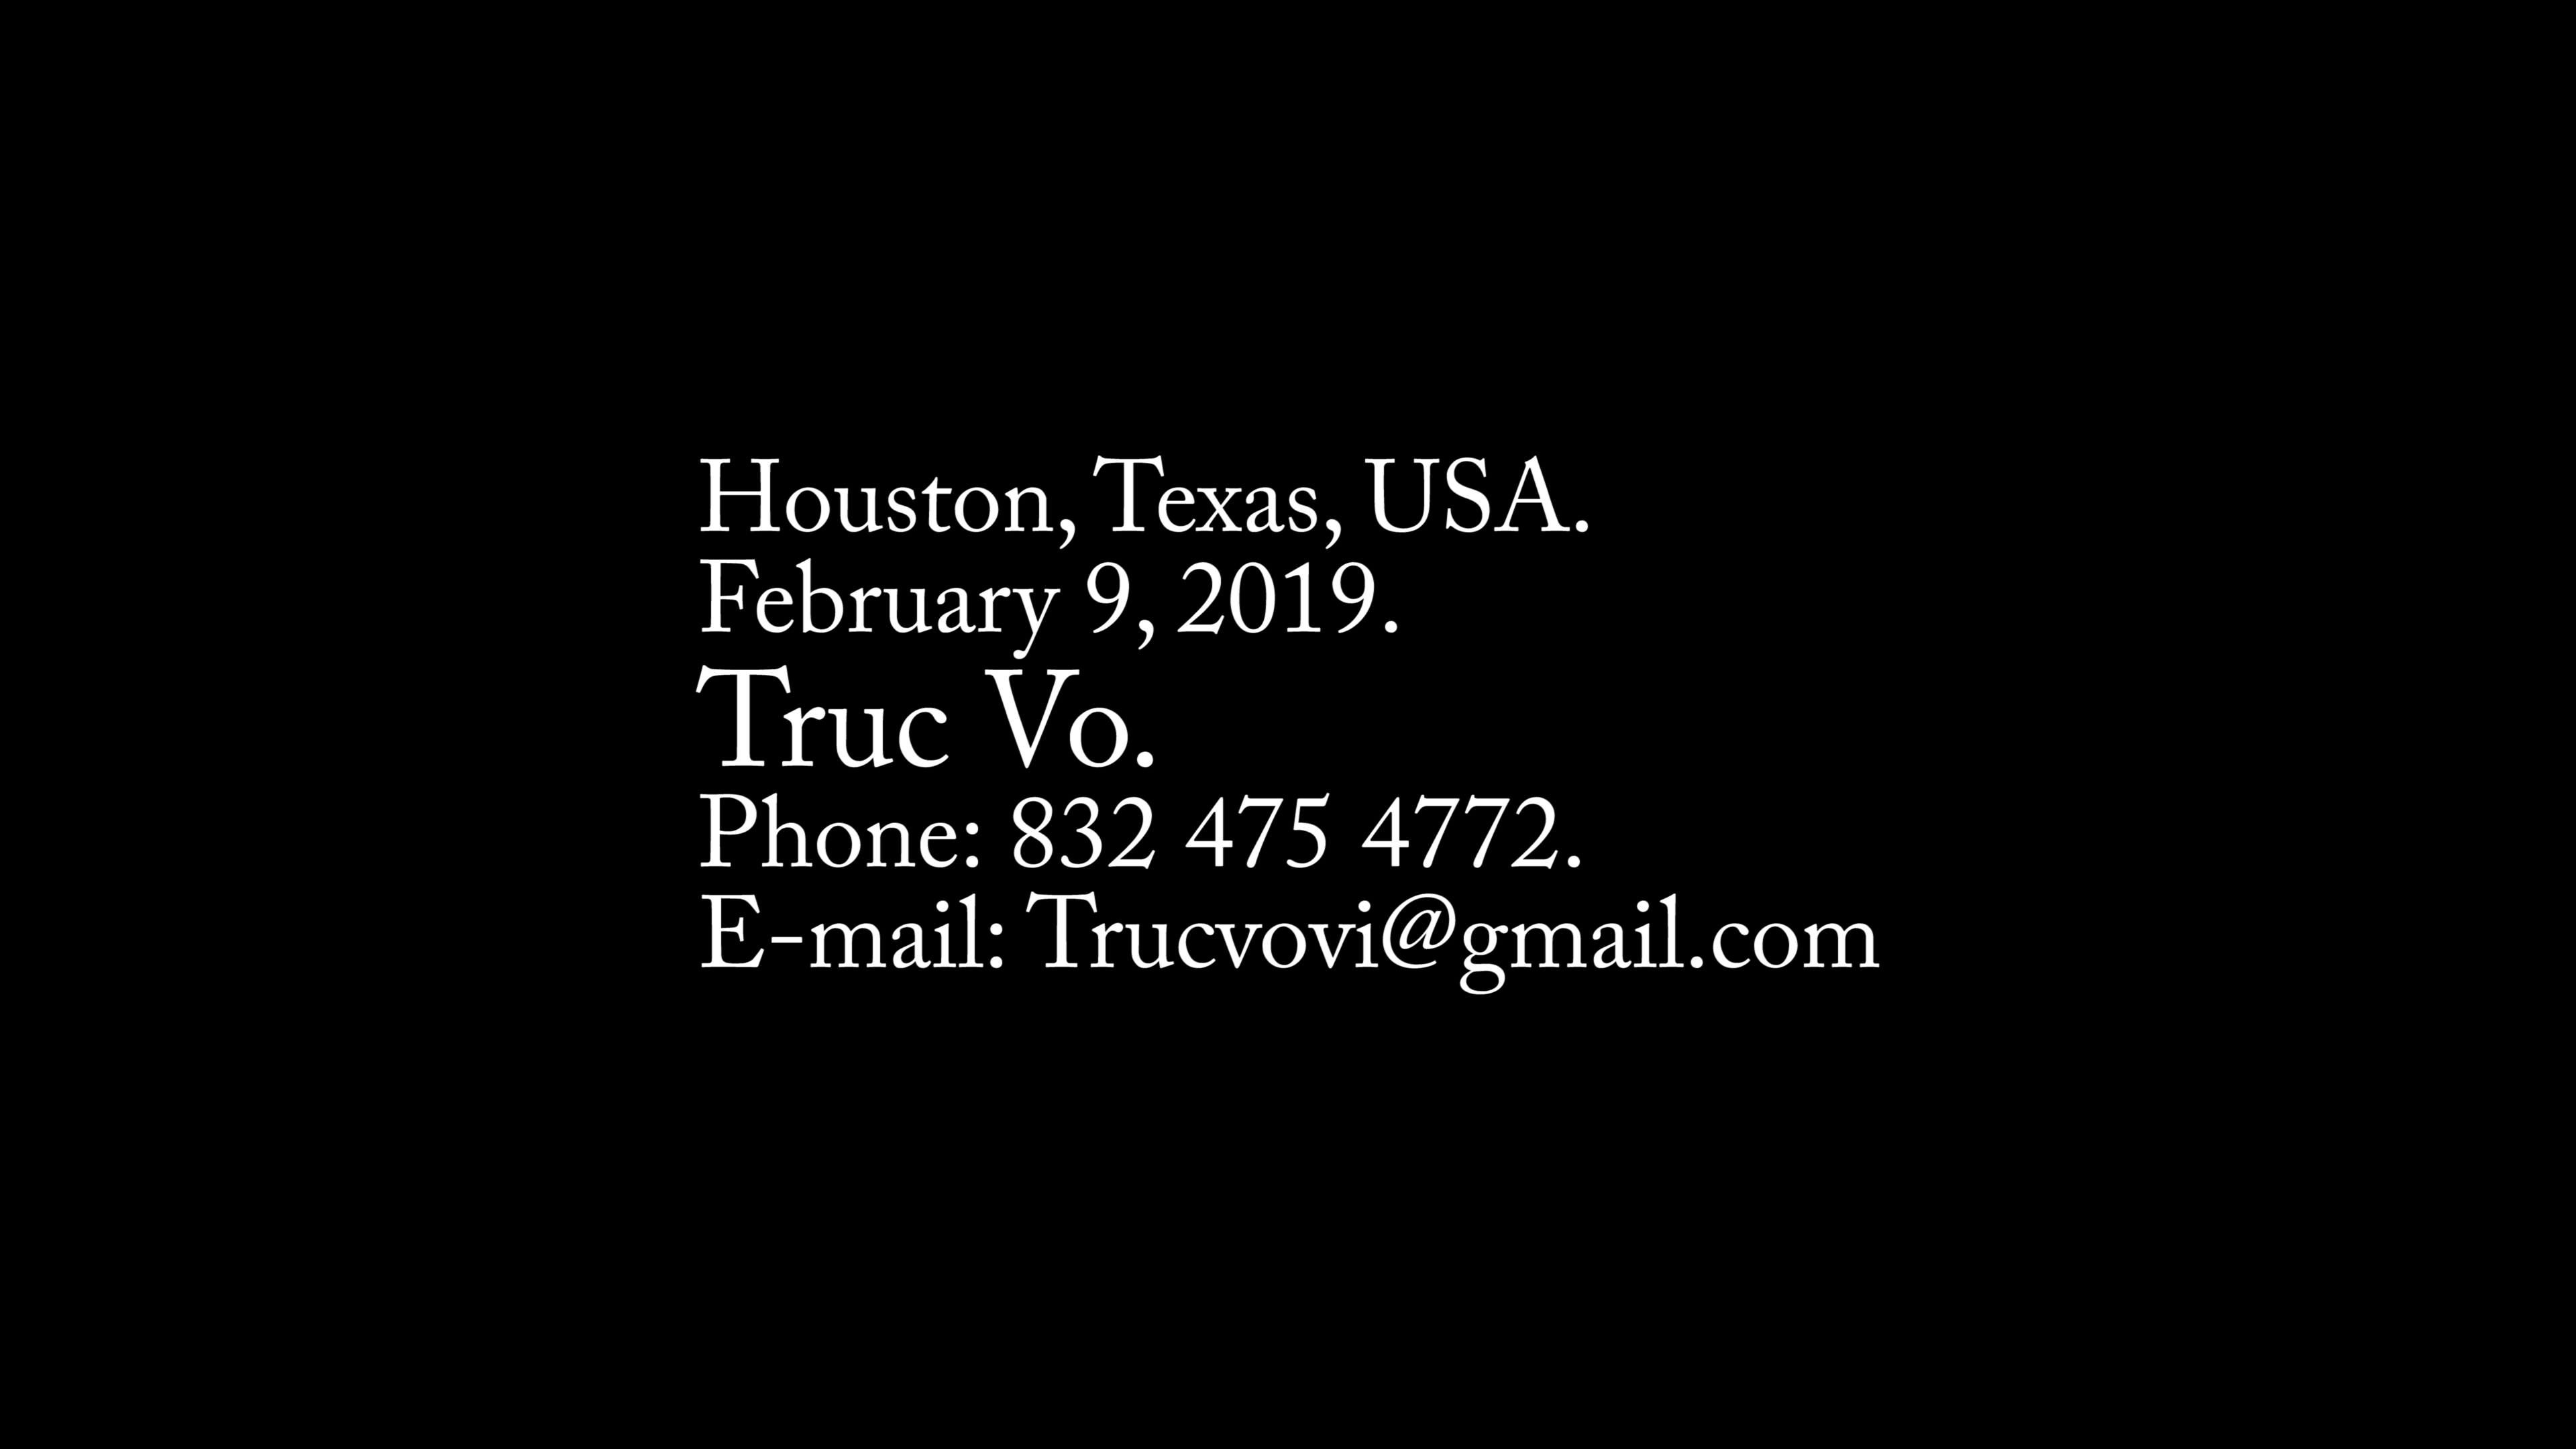 Houston, Texas, USA.
February 9, 2019.
Truc Vo.
Phone: 832 475 4772.
E-mail: Trucvovi@gmail.com